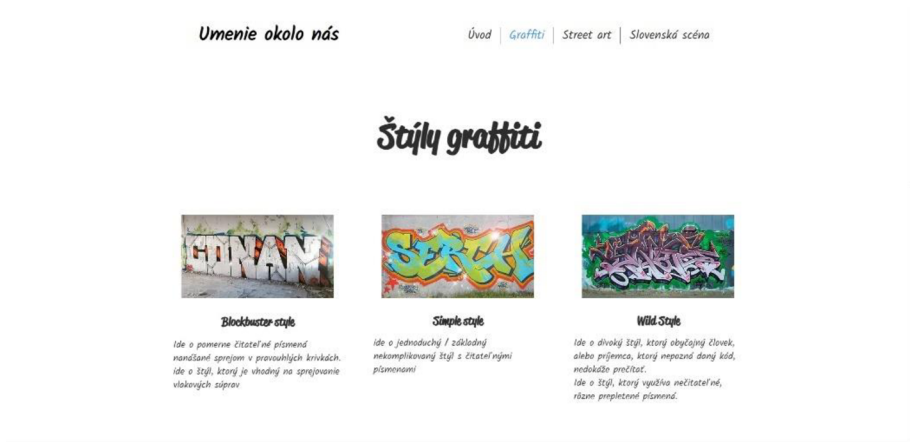 Umenie okolo nás
Úvod Graffiti Street art Slovenská scéna
Štýly graffiti
CONAN
SERCH
Blockbuster style
Ide o pomerne čitateľné písmená
nanášané sprejom v pravouhlých krivkách.
ide o štýl, ktorý je vhodný na sprejovanie
vlakových súprav
Simple style
ide o jednoduchý / základný
nekomplikovaný štýl s čitateľnými
písmenami
Wild Style
Ide o divoký štýl, ktorý obyčajný človek,
alebo príjemca, ktorý nepozná daný kód,
nedokáže prečítať.
Ide o štýl, ktorý využíva nečitateľné,
rôzne prepletené písmená.